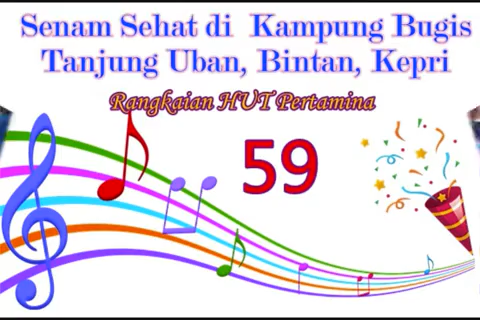 Senam Sehat di Kampung Bugis
Tanjung Uban, Bintan, Kepri
Rangkaian HUT Pertamina
59